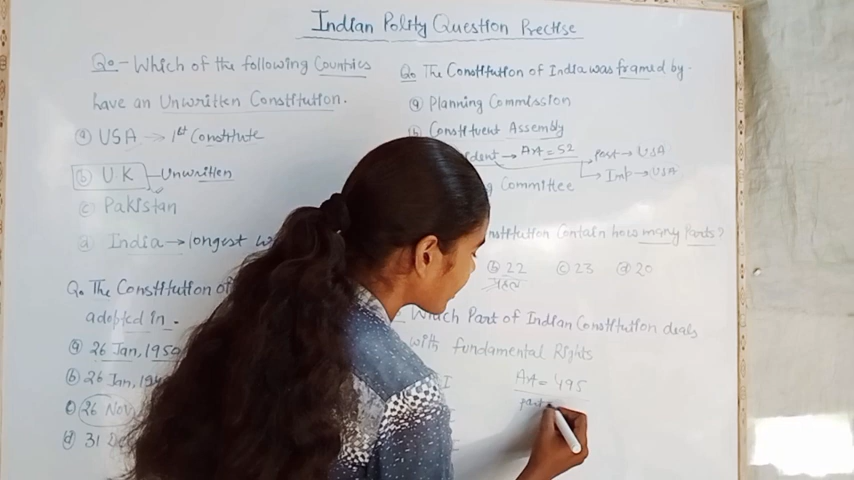 Indian Polity Question Prectise
Qo- Which of the following Countries
have an Unwritten Constitution.
(a) USA → 1st Constitute
(b) U K - Unwritten
(c) Pakistan
(d) India → longest w
Qo The Constitution of
adopted in .
(a) 26 Jan, 1950
(b) 26 Jan, 194
(c) 26 Nov
(d) 31 De
Qo The Constitution of India was framed by-
(a) Planning Commission
(b) Constituent Assembly
dent → Art = 52 → post → USA
→ Imp → USA
g Committee
nstitution Contain how many Parts?
(b) 22 (c) 23 (d) 20
Which Part of Indian Constitution deals
with fundamental Rights
I
Art = 495
part